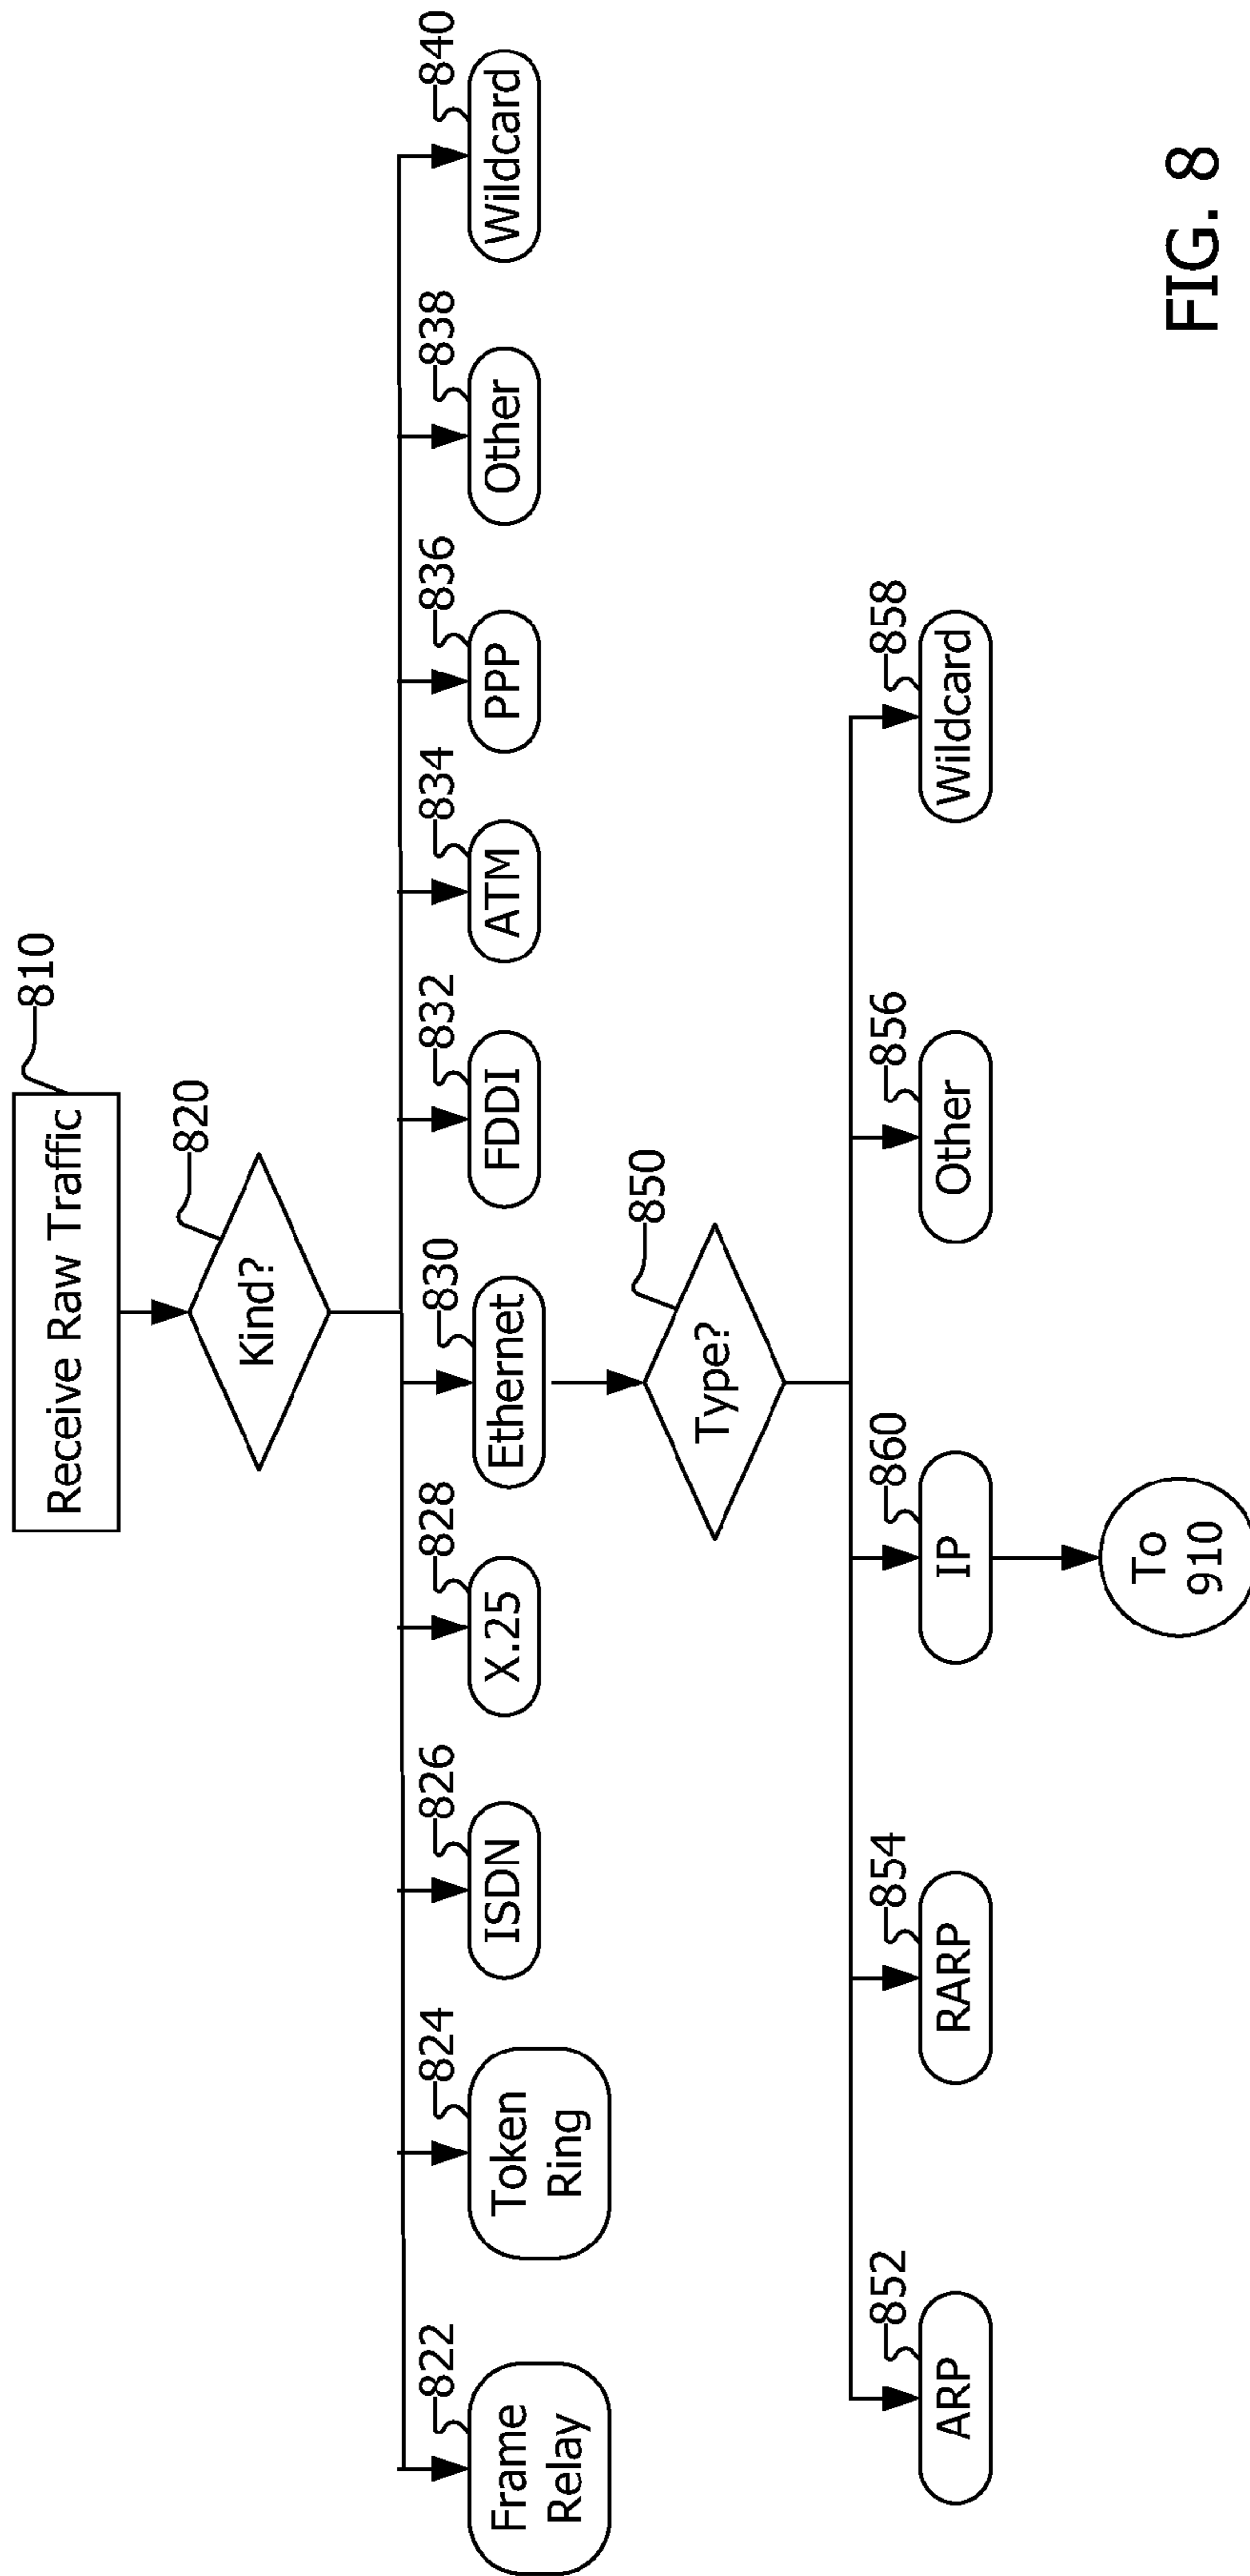 Receive Raw Traffic
810
Kind?
820
822
824
826
828
830
832
834
836
838
840
Frame
Relay
Token
Ring
ISDN
X.25
Ethernet
FDDI
ATM
PPP
Other
Wildcard
Type?
850
852
854
860
856
858
ARP
RARP
IP
Other
Wildcard
To
910
FIG. 8